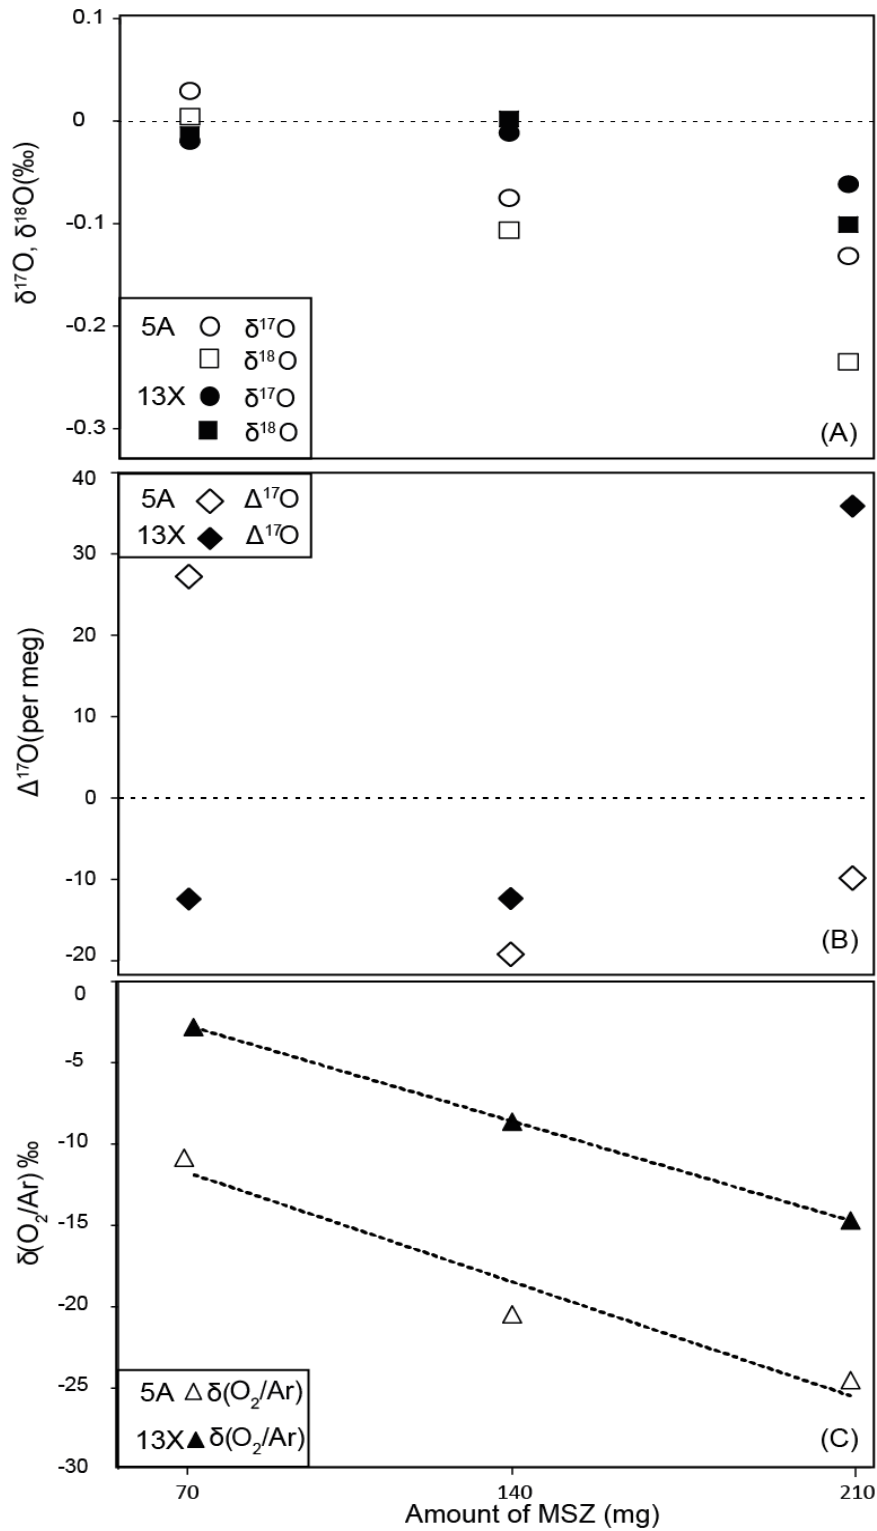 0.1
0
-0.1
-0.2
-0.3
δ¹⁷O, δ¹⁸O(‰)
5A ○ δ¹⁷O
□ δ¹⁸O
13X ● δ¹⁷O
■ δ¹⁸O
(A)
40
30
20
10
0
-10
-20
Δ¹⁷O(per meg)
5A ◇ Δ¹⁷O
13X ◆ Δ¹⁷O
(B)
0
-5
-10
-15
-20
-25
-30
δ(O₂/Ar)‰
5A △ δ(O₂/Ar)
13X ▲ δ(O₂/Ar)
(C)
70 140 210
Amount of MSZ (mg)